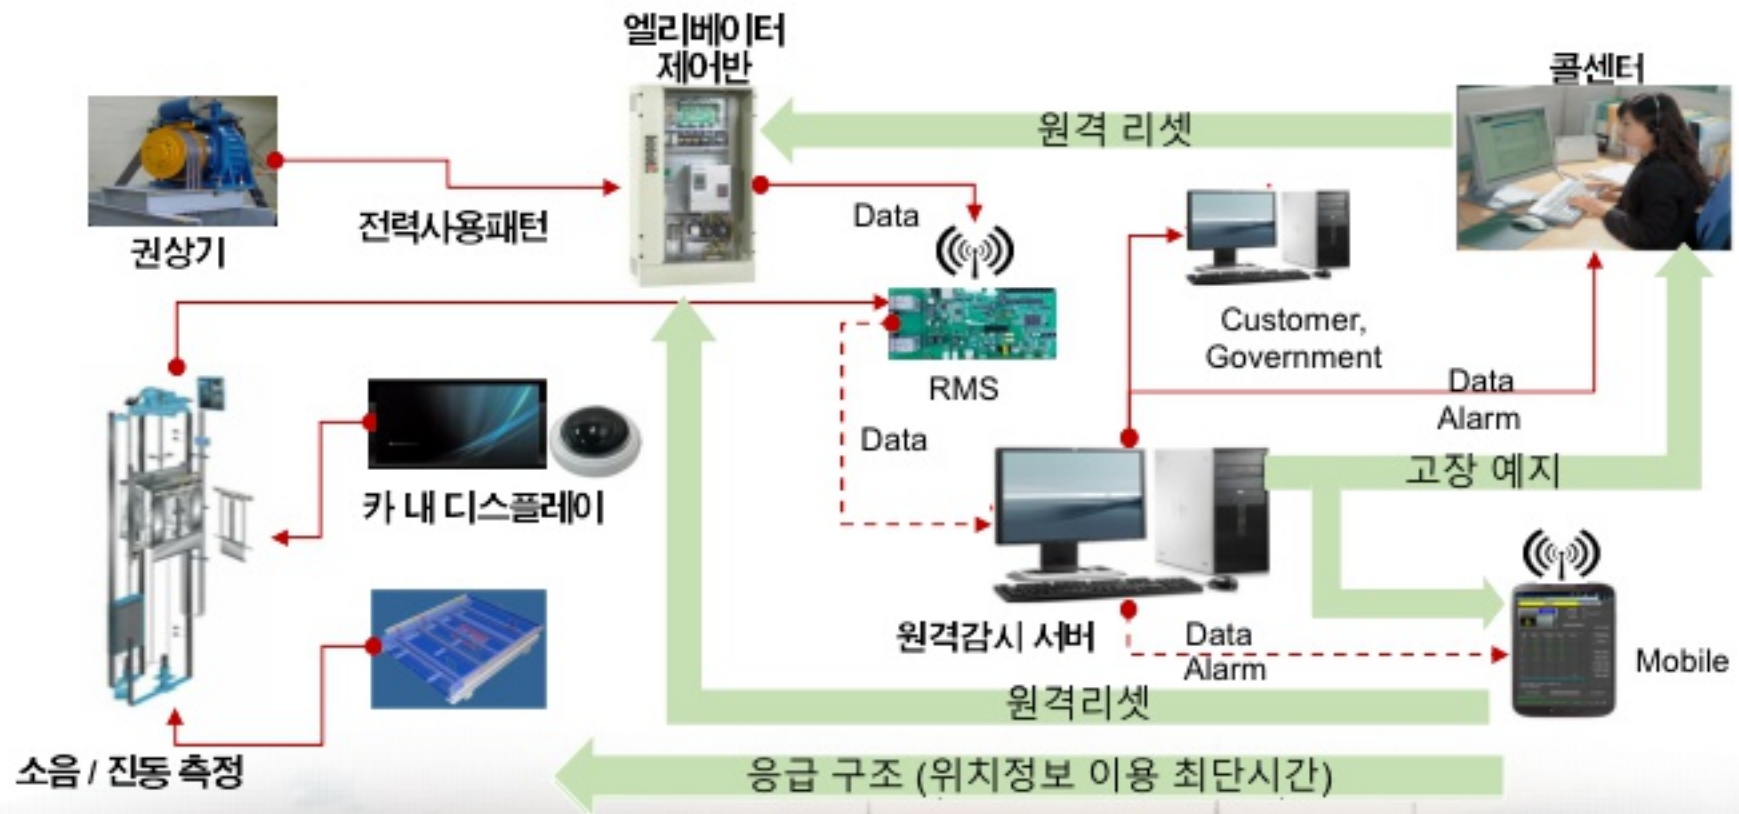 엘리베이터
제어반
콜센터
원격 리셋
Data
전력사용패턴
권상기
Customer,
Government
RMS
Data
Alarm
Data
고장 예지
카 내 디스플레이
원격감시 서버
Data
Alarm
Mobile
원격리셋
소음 / 진동 측정
응급 구조 (위치정보 이용 최단시간)